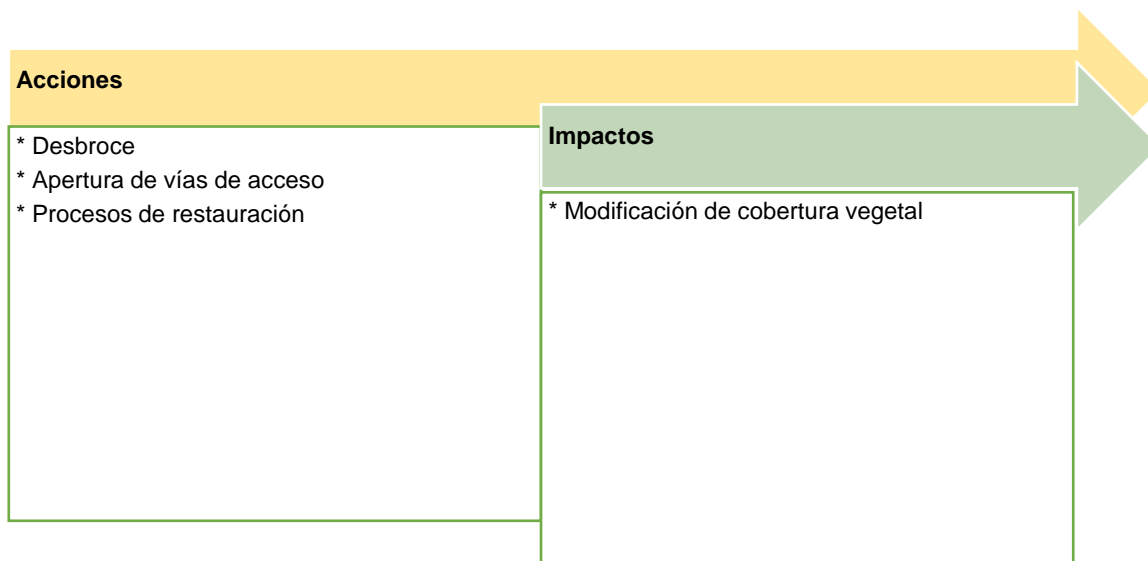 Acciones
* Desbroce
* Apertura de vías de acceso
* Procesos de restauración
Impactos
* Modificación de cobertura vegetal